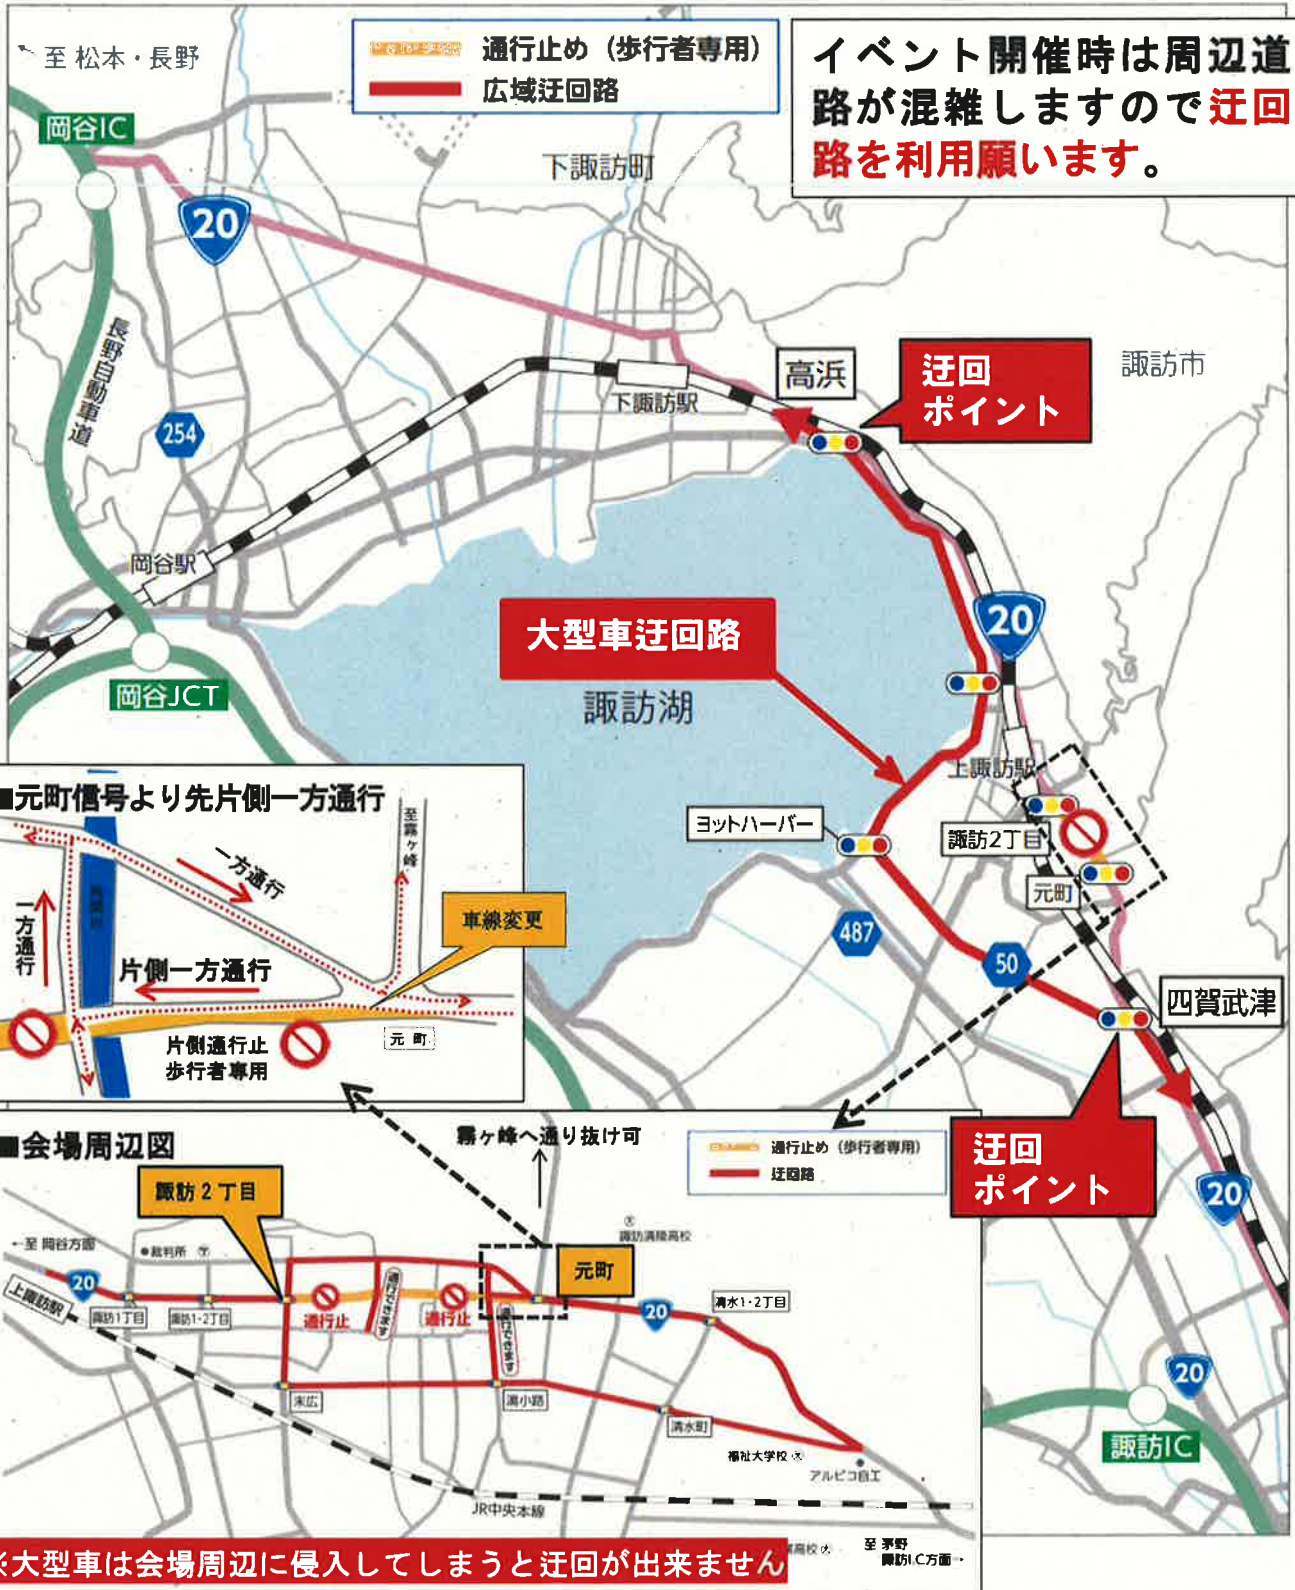 至 松本・長野
通行止め（歩行者専用）
広域迂回路
イベント開催時は周辺道
路が混雑しますので迂回
路を利用願います。
岡谷IC
下諏訪町
20
長野自動車道
254
下諏訪駅
高浜
迂回
ポイント
諏訪市
岡谷駅
岡谷JCT
大型車迂回路
諏訪湖
20
上諏訪駅
ヨットハーバー
諏訪2丁目
元町
487
50
四賀武津
迂回
ポイント
20
20
諏訪IC
■元町信号より先片側一方通行
至霧ヶ峰
一方通行
一方通行
車線変更
片側一方通行
片側通行止
歩行者専用
元 町
■会場周辺図
霧ヶ峰へ通り抜け可
通行止め（歩行者専用）
迂回路
諏訪２丁目
諏訪清陵高校
元町
←至 岡谷方面
●裁判所
20
上諏訪駅
諏訪1丁目
諏訪1・2丁目
通行止
通行できます
通行止
通行できます
20
清水1・2丁目
末広
湯小路
清水町
福祉大学校
アルピコ自工
JR中央本線
至 茅野
諏訪I.C方面→
※大型車は会場周辺に侵入してしまうと迂回が出来ません